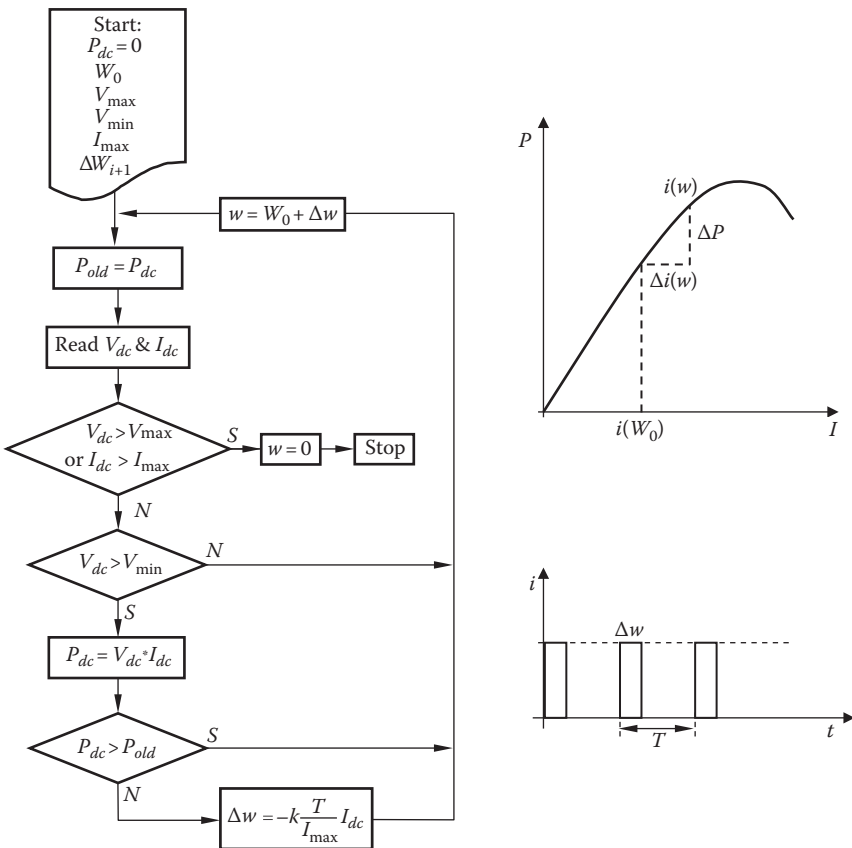 Start:
P_dc = 0
W_0
V_max
V_min
I_max
ΔW_i+1
w = W_0 + Δw
P_old = P_dc
Read V_dc & I_dc
V_dc > Vmax
or I_dc > I_max
S
w = 0
Stop
N
V_dc > V_min
N
S
P_dc = V_dc * I_dc
P_dc > P_old
S
N
Δw = –k T/I_max I_dc
P
i(w)
ΔP
Δi(w)
i(W_0)
I
i
Δw
T
t